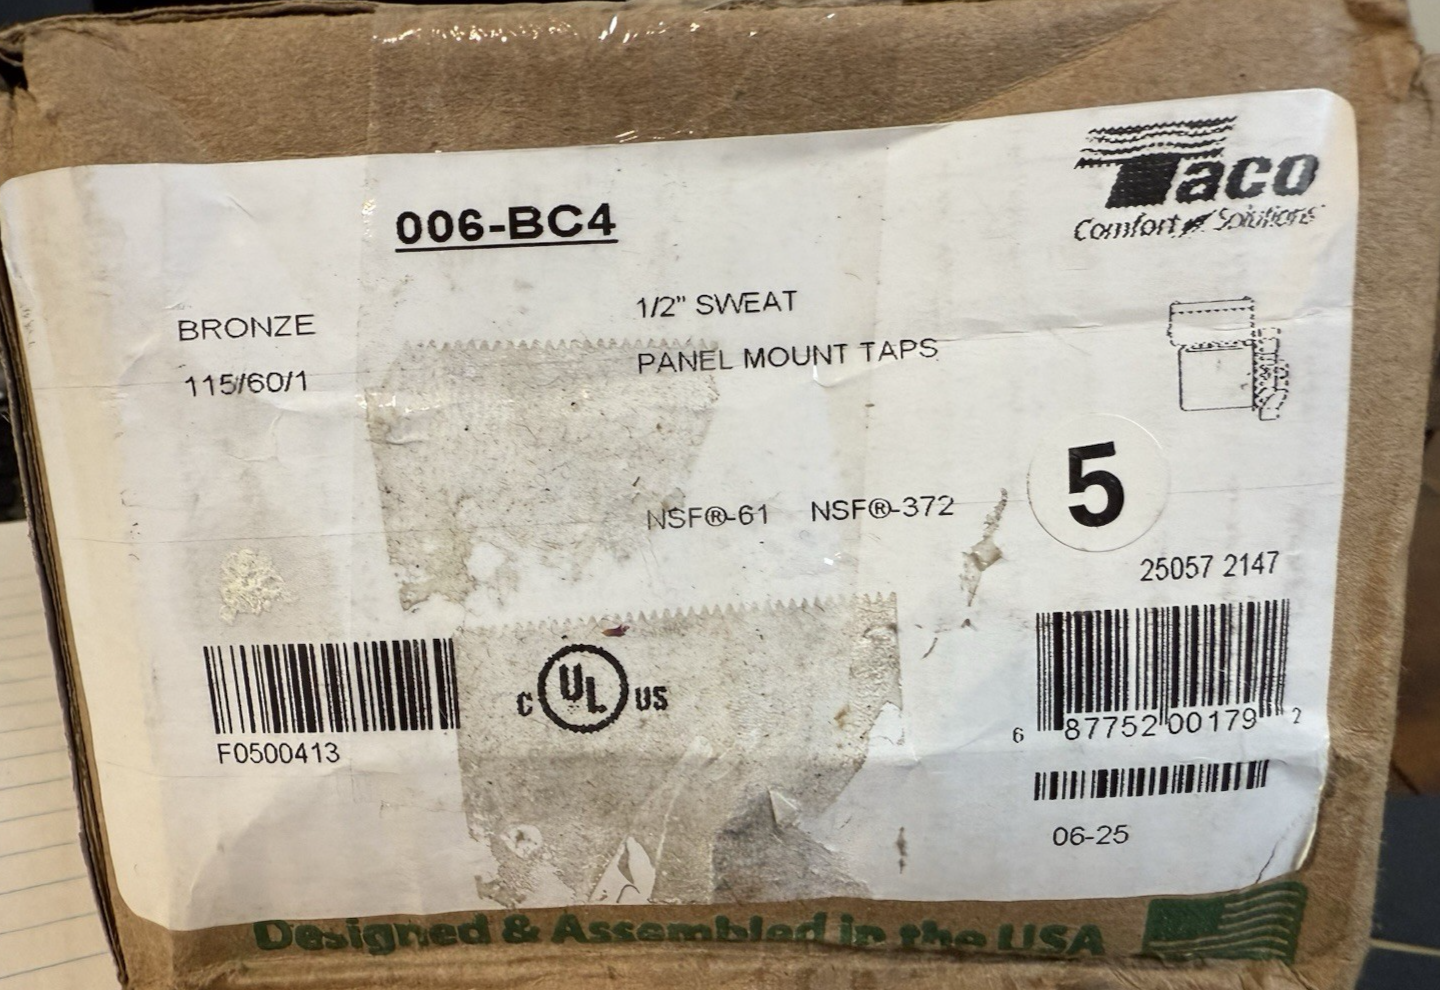 Taco
Comfort Solutions
006-BC4
BRONZE
1/2" SWEAT
115/60/1
PANEL MOUNT TAPS
NSF®-61 NSF®-372
5
25057 2147
F0500413
C UL US
6 87752 00179 2
06-25
Designed & Assembled in the USA